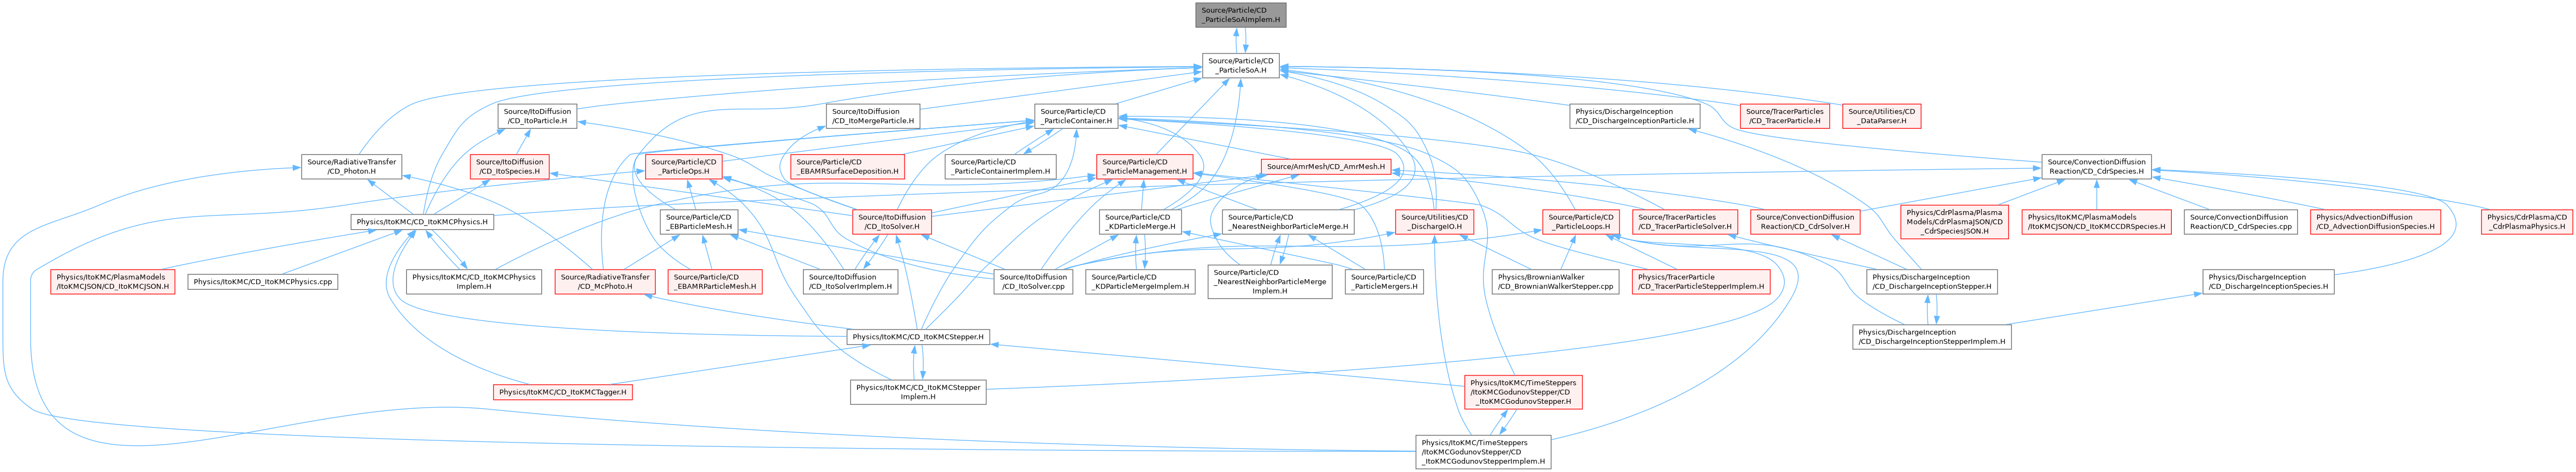 Source/Particle/CD
_ParticleSoAImplem.H
Source/Particle/CD
_ParticleSoA.H
Source/ItoDiffusion
/CD_ItoParticle.H
Source/ItoDiffusion
/CD_ItoMergeParticle.H
Source/Particle/CD
_ParticleContainer.H
Physics/DischargeInception
/CD_DischargeInceptionParticle.H
Source/TracerParticles
/CD_TracerParticle.H
Source/Utilities/CD
_DataParser.H
Source/RadiativeTransfer
/CD_Photon.H
Source/ItoDiffusion
/CD_ItoSpecies.H
Source/Particle/CD
_ParticleOps.H
Source/Particle/CD
_EBAMRSurfaceDeposition.H
Source/Particle/CD
_ParticleContainerImplem.H
Source/Particle/CD
_ParticleManagement.H
Source/AmrMesh/CD_AmrMesh.H
Source/ConvectionDiffusion
Reaction/CD_CdrSpecies.H
Physics/ItoKMC/CD_ItoKMCPhysics.H
Source/Particle/CD
_EBParticleMesh.H
Source/ItoDiffusion
/CD_ItoSolver.H
Source/Particle/CD
_KDParticleMerge.H
Source/Particle/CD
_NearestNeighborParticleMerge.H
Source/Utilities/CD
_DischargeIO.H
Source/Particle/CD
_ParticleLoops.H
Source/TracerParticles
/CD_TracerParticleSolver.H
Source/ConvectionDiffusion
Reaction/CD_CdrSolver.H
Physics/CdrPlasma/Plasma
Models/CdrPlasmaJSON/CD
_CdrSpeciesJSON.H
Physics/ItoKMC/PlasmaModels
/ItoKMCJSON/CD_ItoKMCCDRSpecies.H
Source/ConvectionDiffusion
Reaction/CD_CdrSpecies.cpp
Physics/AdvectionDiffusion
/CD_AdvectionDiffusionSpecies.H
Physics/CdrPlasma/CD
_CdrPlasmaPhysics.H
Physics/ItoKMC/PlasmaModels
/ItoKMCJSON/CD_ItoKMCJSON.H
Physics/ItoKMC/CD_ItoKMCPhysics.cpp
Physics/ItoKMC/CD_ItoKMCPhysics
Implem.H
Source/RadiativeTransfer
/CD_McPhoto.H
Source/Particle/CD
_EBAMRParticleMesh.H
Source/ItoDiffusion
/CD_ItoSolverImplem.H
Source/ItoDiffusion
/CD_ItoSolver.cpp
Source/Particle/CD
_KDParticleMergeImplem.H
Source/Particle/CD
_NearestNeighborParticleMerge
Implem.H
Source/Particle/CD
_ParticleMergers.H
Physics/BrownianWalker
/CD_BrownianWalkerStepper.cpp
Physics/TracerParticle
/CD_TracerParticleStepperImplem.H
Physics/DischargeInception
/CD_DischargeInceptionStepper.H
Physics/DischargeInception
/CD_DischargeInceptionSpecies.H
Physics/ItoKMC/CD_ItoKMCStepper.H
Physics/DischargeInception
/CD_DischargeInceptionStepperImplem.H
Physics/ItoKMC/CD_ItoKMCTagger.H
Physics/ItoKMC/CD_ItoKMCStepper
Implem.H
Physics/ItoKMC/TimeSteppers
/ItoKMCGodunovStepper/CD
_ItoKMCGodunovStepper.H
Physics/ItoKMC/TimeSteppers
/ItoKMCGodunovStepper/CD
_ItoKMCGodunovStepperImplem.H